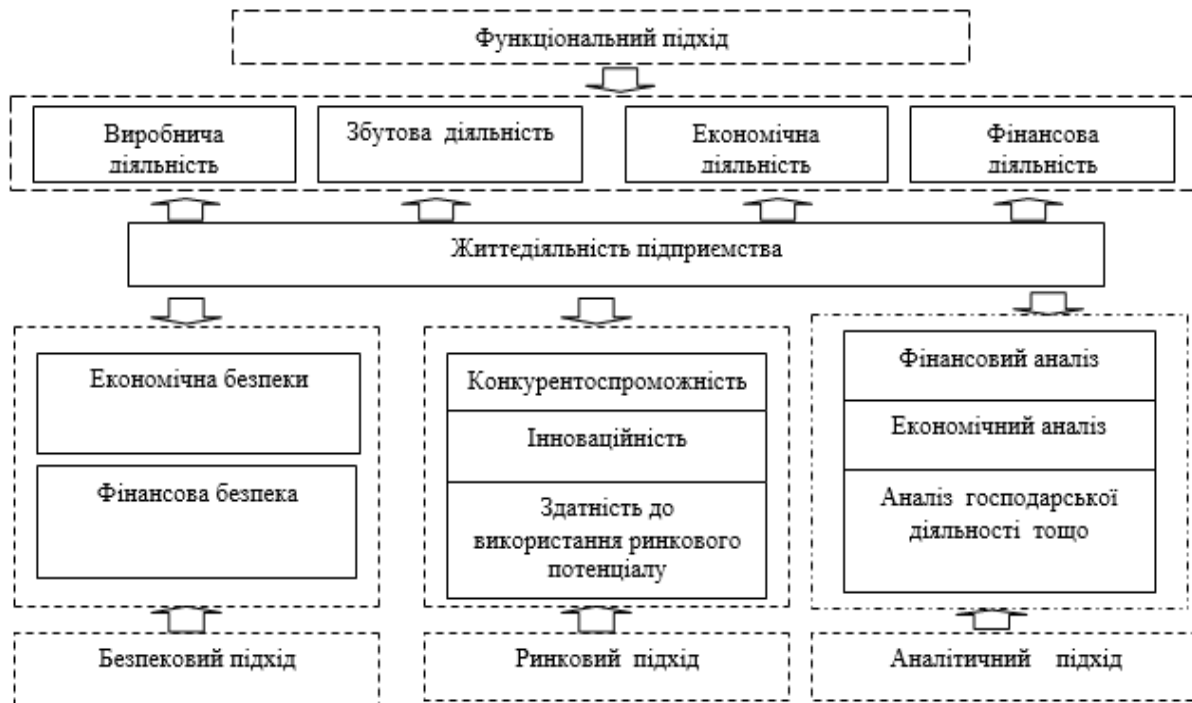 Функціональний підхід
Виробнича
діяльність
Збутова діяльність
Економічна
діяльність
Фінансова
діяльність
Життєдіяльність підприємства
Економічна безпеки
Фінансова безпека
Конкурентоспроможність
Інноваційність
Здатність до
використання ринкового
потенціалу
Фінансовий аналіз
Економічний аналіз
Аналіз господарської
діяльності тощо
Безпековий підхід
Ринковий підхід
Аналітичний підхід